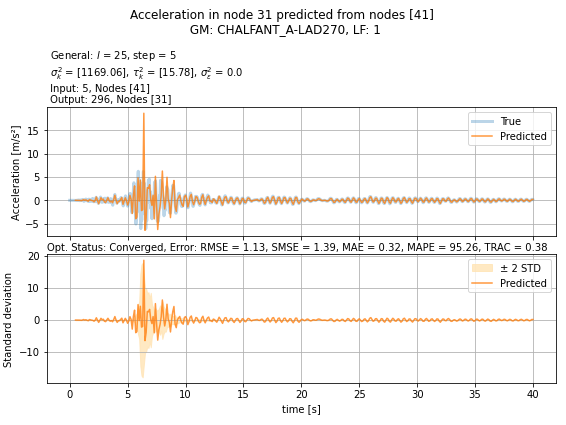 Acceleration in node 31 predicted from nodes [41]
GM: CHALFANT_A-LAD270, LF: 1
General: l = 25, step = 5
σ²ₖ = [1169.06], τ²ₖ = [15.78], σ²ₑ = 0.0
Input: 5, Nodes [41]
Output: 296, Nodes [31]
Acceleration [m/s²]
15
10
5
0
−5
True
Predicted
Opt. Status: Converged, Error: RMSE = 1.13, SMSE = 1.39, MAE = 0.32, MAPE = 95.26, TRAC = 0.38
Standard deviation
20
10
0
−10
± 2 STD
Predicted
0 5 10 15 20 25 30 35 40
time [s]